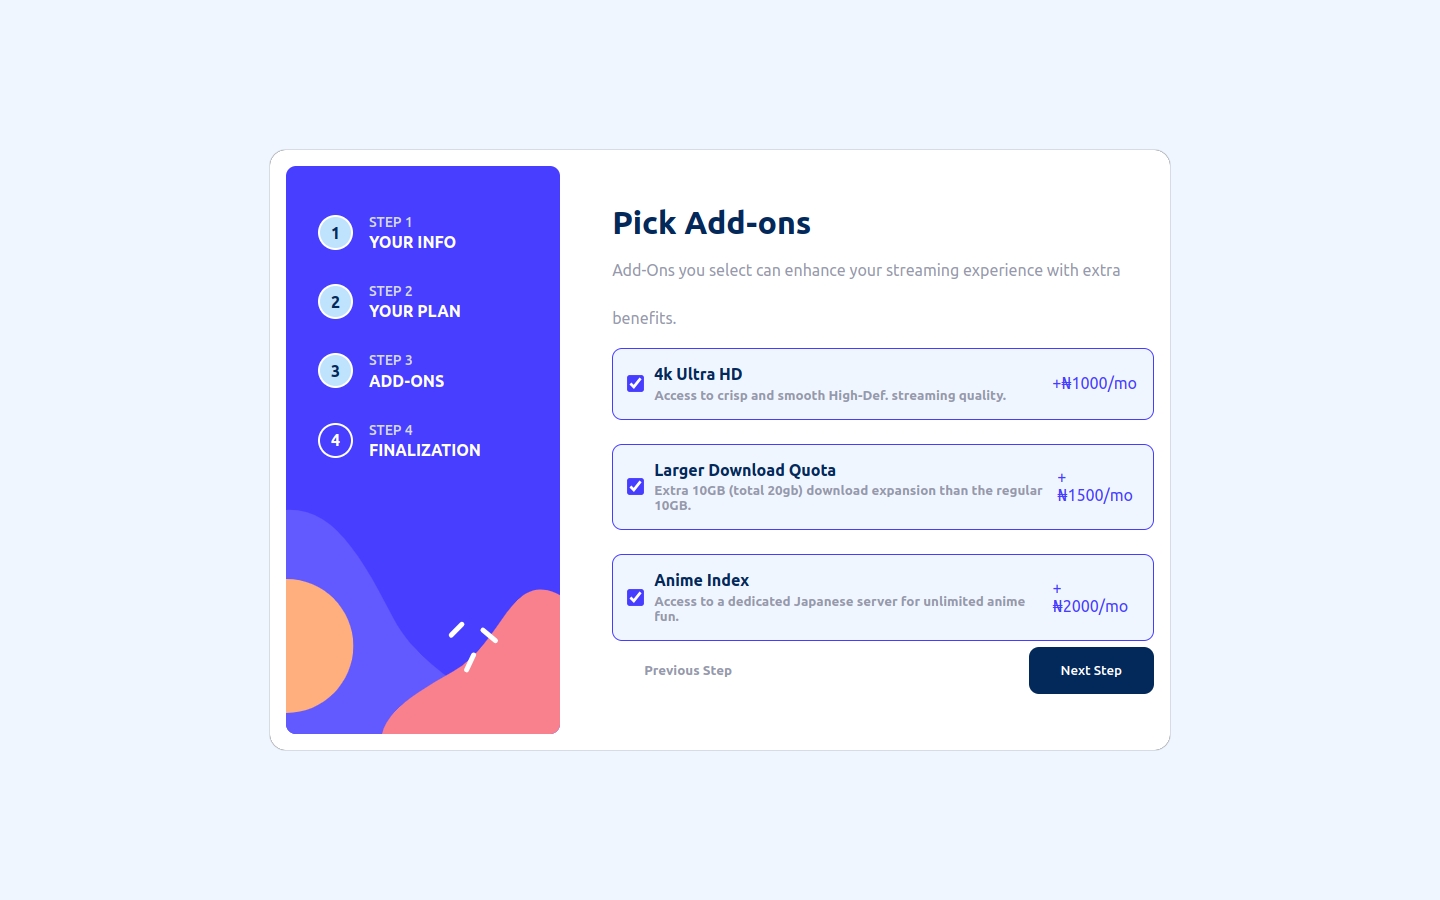 1
STEP 1
YOUR INFO
2
STEP 2
YOUR PLAN
3
STEP 3
ADD-ONS
4
STEP 4
FINALIZATION
Pick Add-ons
Add-Ons you select can enhance your streaming experience with extra
benefits.
4k Ultra HD
Access to crisp and smooth High-Def. streaming quality.
+₦1000/mo
Larger Download Quota
Extra 10GB (total 20gb) download expansion than the regular
10GB.
+
₦1500/mo
Anime Index
Access to a dedicated Japanese server for unlimited anime
fun.
+
₦2000/mo
Previous Step
Next Step